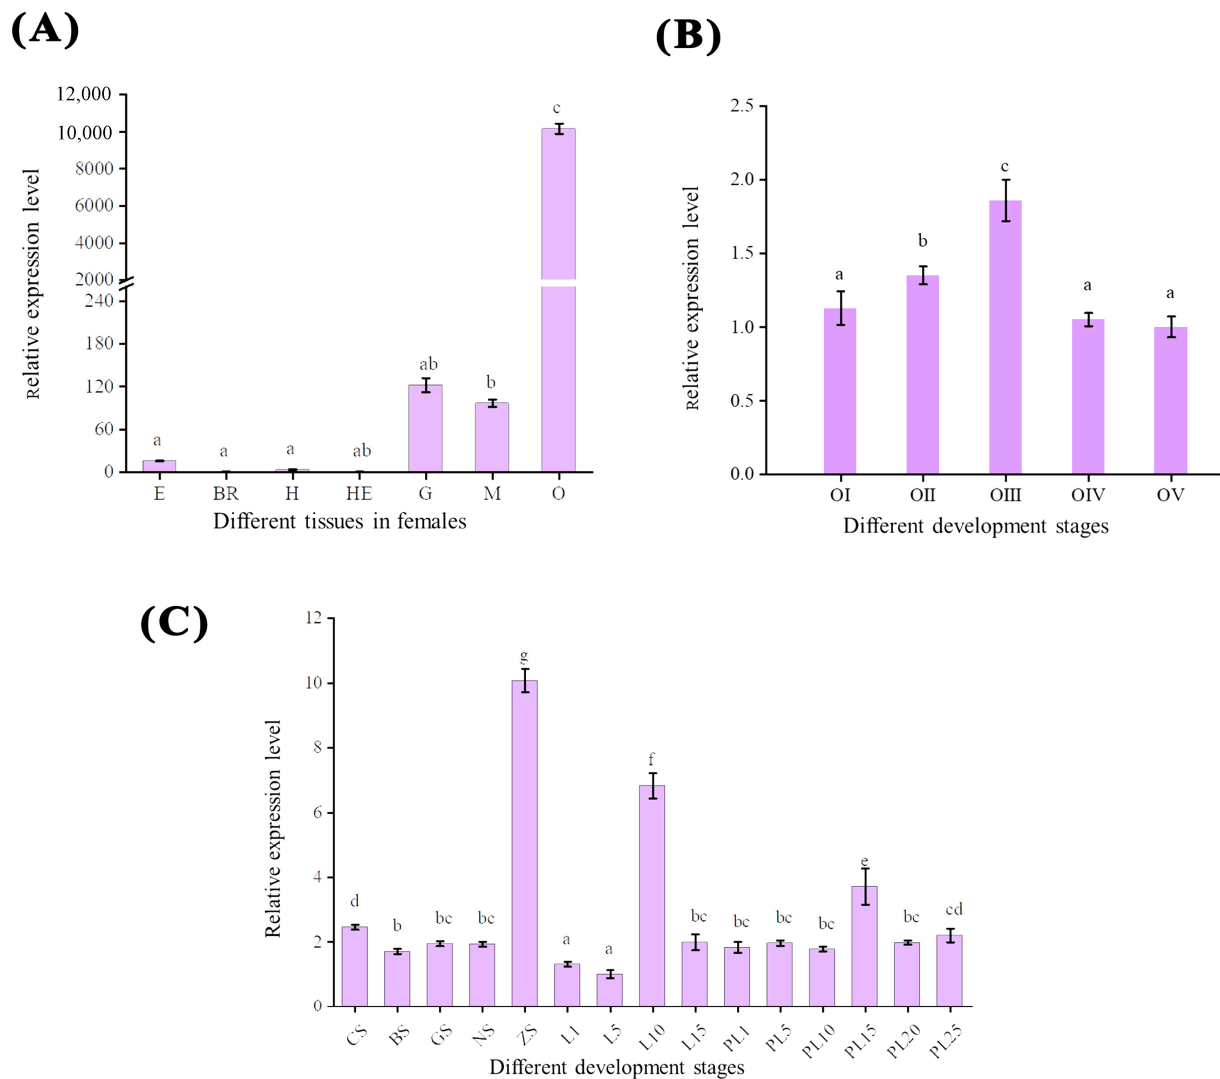 (A)
12,000
10,000
8000
6000
4000
2000
240
180
120
60
0
Relative expression level
a
a
a
ab
ab
b
c
E BR H HE G M O
Different tissues in females
(B)
2.5
2.0
1.5
1.0
0.5
0.0
Relative expression level
a
b
c
a
a
OI OII OIII OIV OV
Different development stages
(C)
12
10
8
6
4
2
0
Relative expression level
d
b
bc
bc
g
a
a
f
bc
bc
bc
bc
e
bc
cd
CS BS GS NS ZS L1 L5 L10 L15 PL1 PL5 PL10 PL15 PL20 PL25
Different development stages